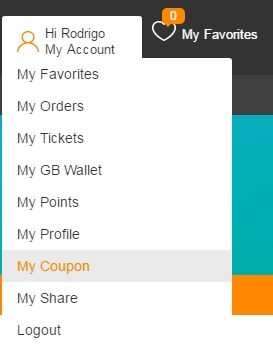 Hi Rodrigo
My Account
0
My Favorites
My Favorites
My Orders
My Tickets
My GB Wallet
My Points
My Profile
My Coupon
My Share
Logout